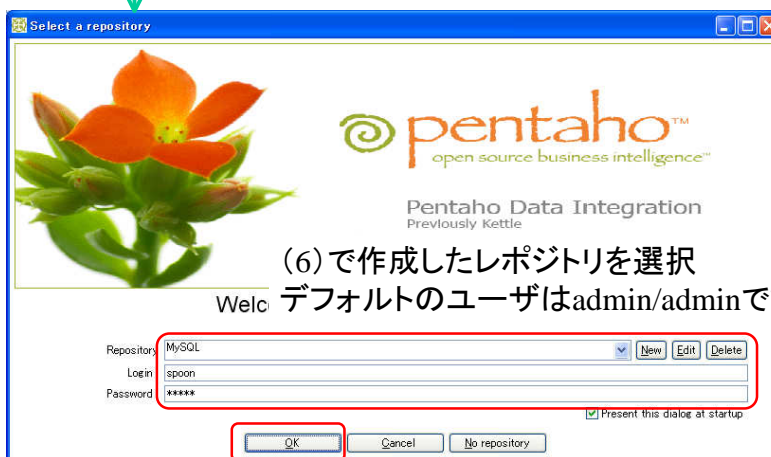 Select a repository
pentaho™
open source business intelligence™
Pentaho Data Integration
Previously Kettle
（6）で作成したレポジトリを選択
Welc デフォルトのユーザはadmin/adminで
Repository MySQL New Edit Delete
Login spoon
Password *****
Present this dialog at startup
OK Cancel No repository